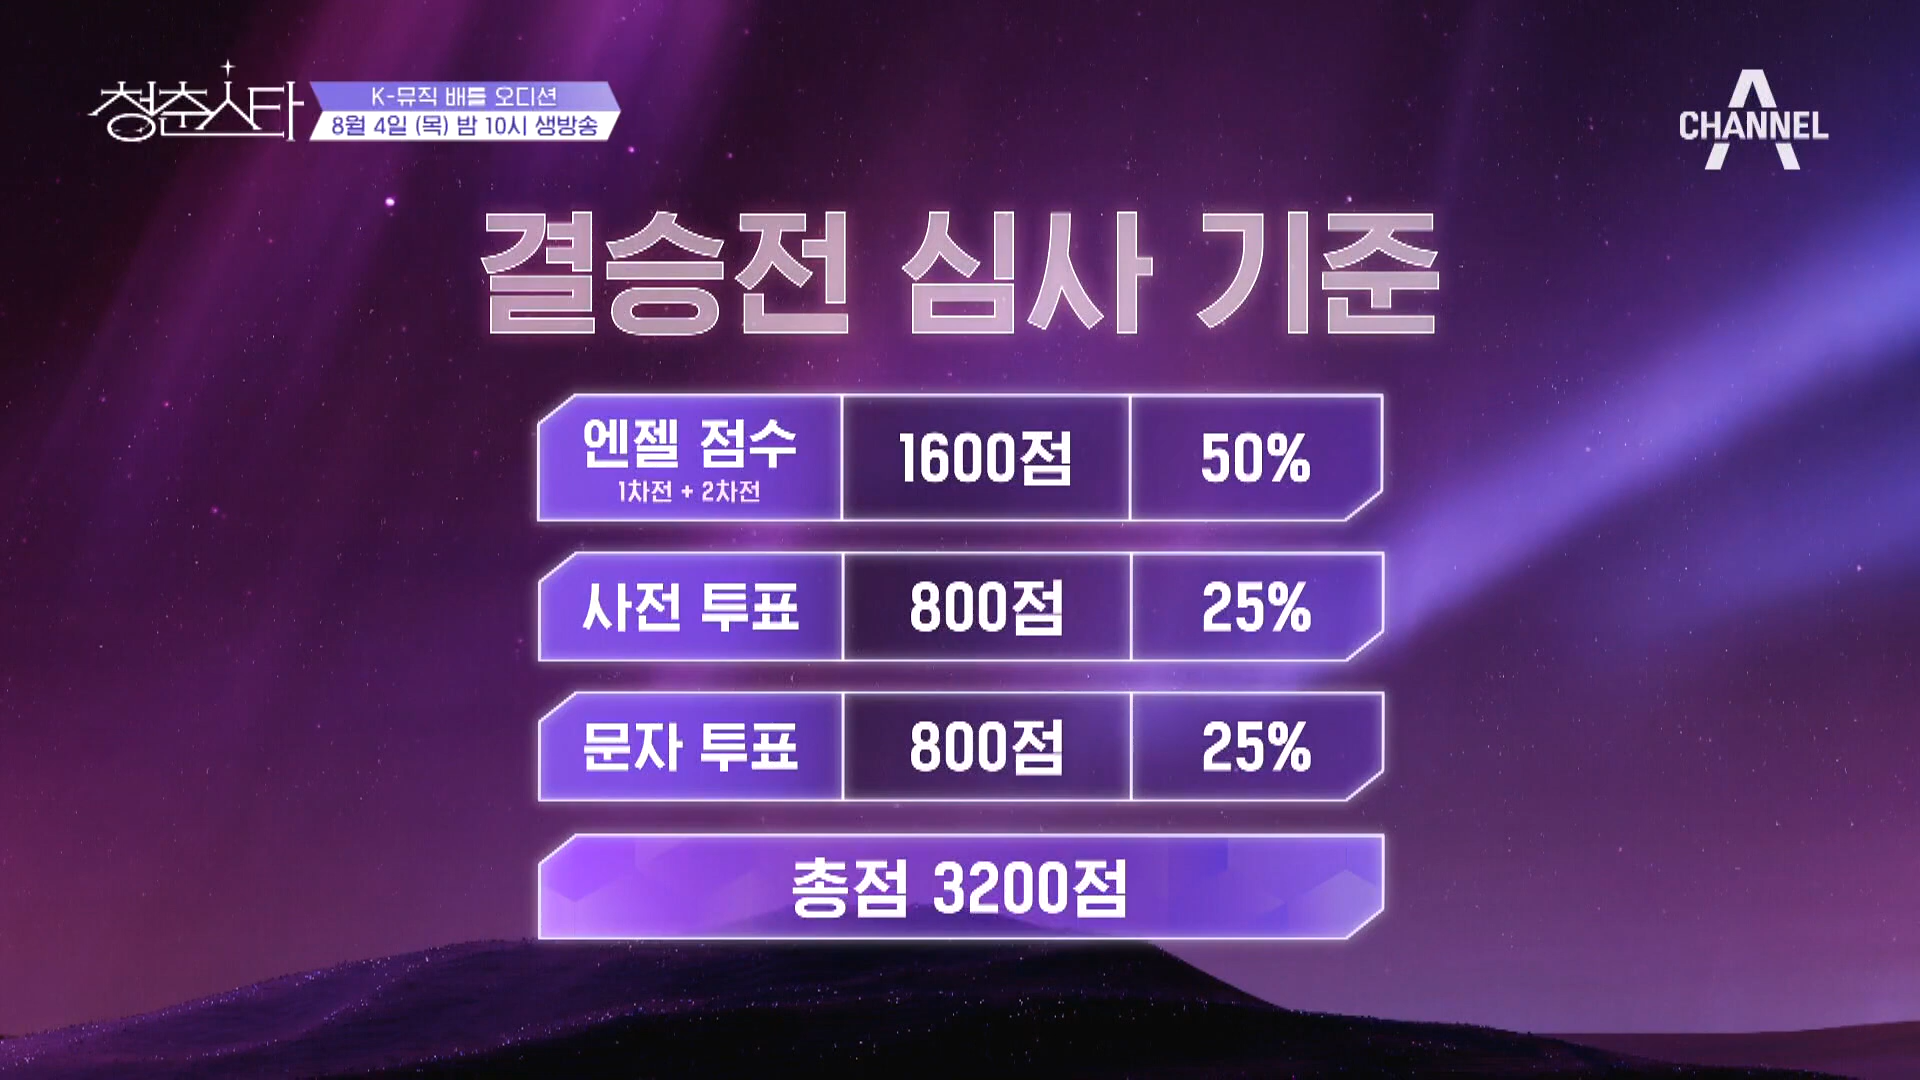 청춘스타
K-뮤직 배틀 오디션
8월 4일 (목) 밤 10시 생방송
CHANNEL A
결승전 심사 기준
엔젤 점수 1600점 50%
1차전 + 2차전
사전 투표 800점 25%
문자 투표 800점 25%
총점 3200점